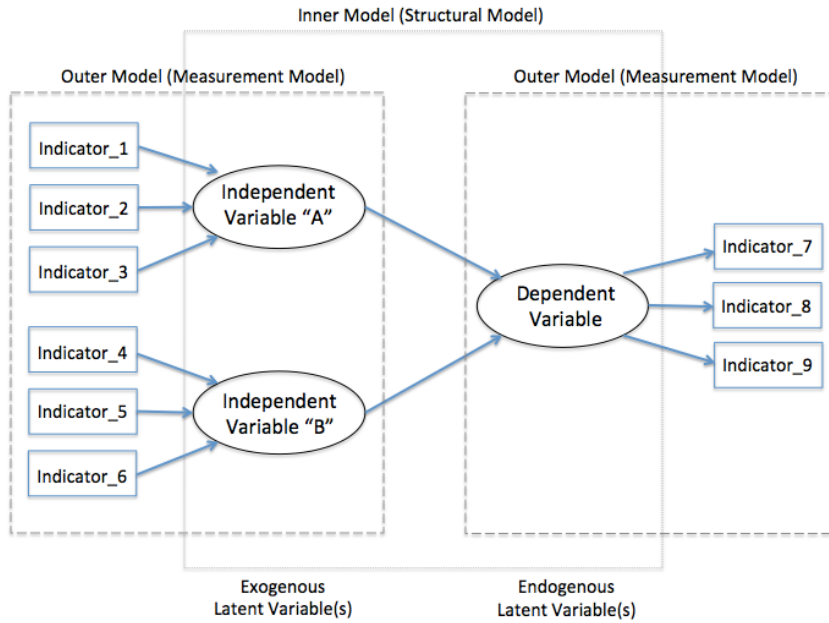 Inner Model (Structural Model)
Outer Model (Measurement Model)
Outer Model (Measurement Model)
Indicator_1
Indicator_2
Indicator_3
Independent
Variable “A”
Indicator_4
Indicator_5
Indicator_6
Independent
Variable “B”
Dependent
Variable
Indicator_7
Indicator_8
Indicator_9
Exogenous
Latent Variable(s)
Endogenous
Latent Variable(s)